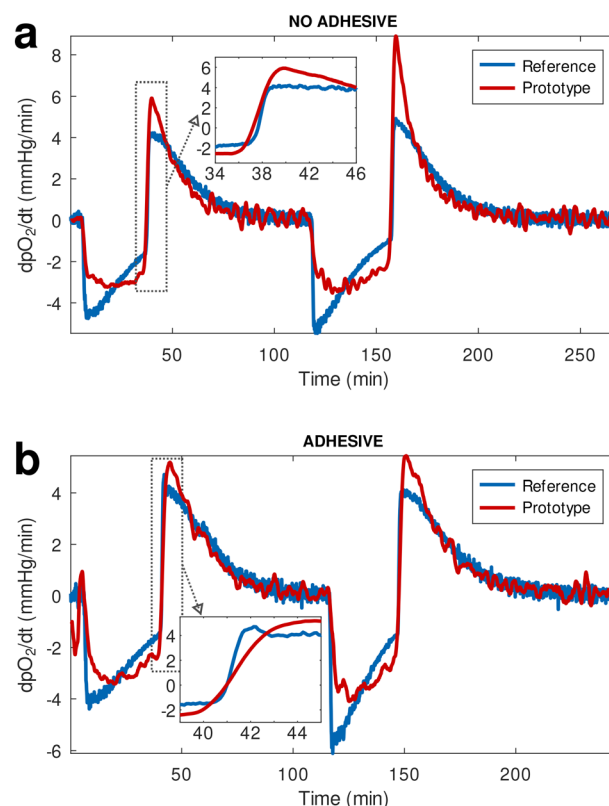 a
NO ADHESIVE
8
6
4
2
0
-2
-4
dpO₂/dt (mmHg/min)
Reference
Prototype
6
4
2
0
-2
34 38 42 46
50 100 150 200 250
Time (min)
b
ADHESIVE
4
2
0
-2
-4
-6
dpO₂/dt (mmHg/min)
Reference
Prototype
4
2
0
-2
40 42 44
50 100 150 200
Time (min)